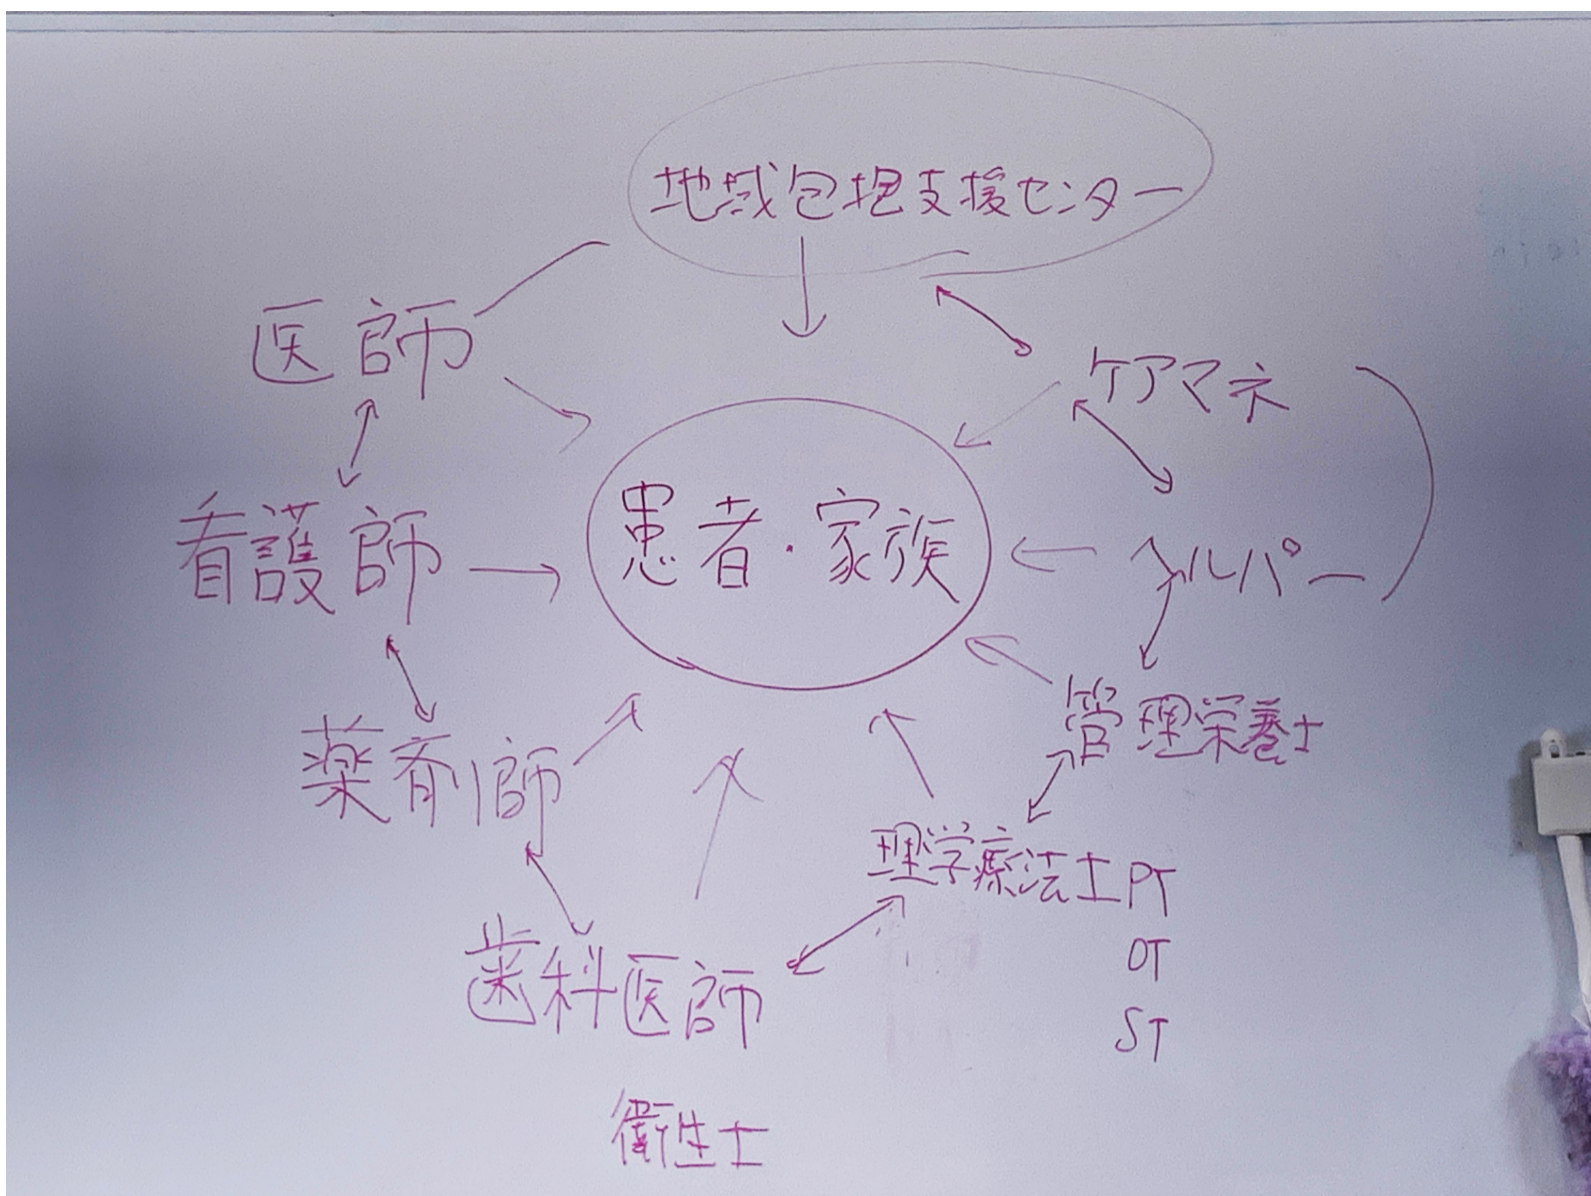 地域包括支援センター
医師
ケアマネ
患者・家族
看護師
ヘルパー
管理栄養士
薬剤師
理学療法士PT
OT
ST
歯科医師
衛生士